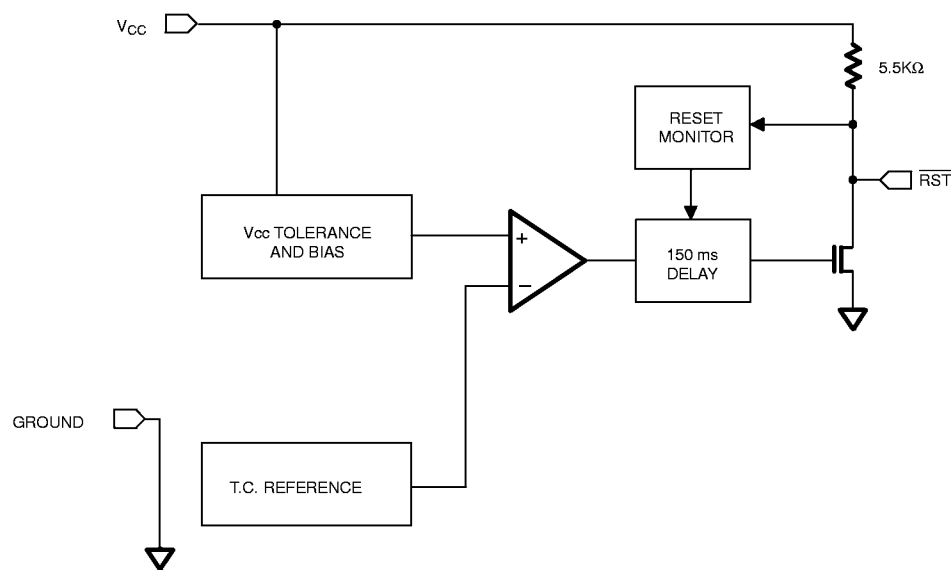 VCC
5.5KΩ
RESET
MONITOR
RST
Vcc TOLERANCE
AND BIAS
+
−
150 ms
DELAY
GROUND
T.C. REFERENCE